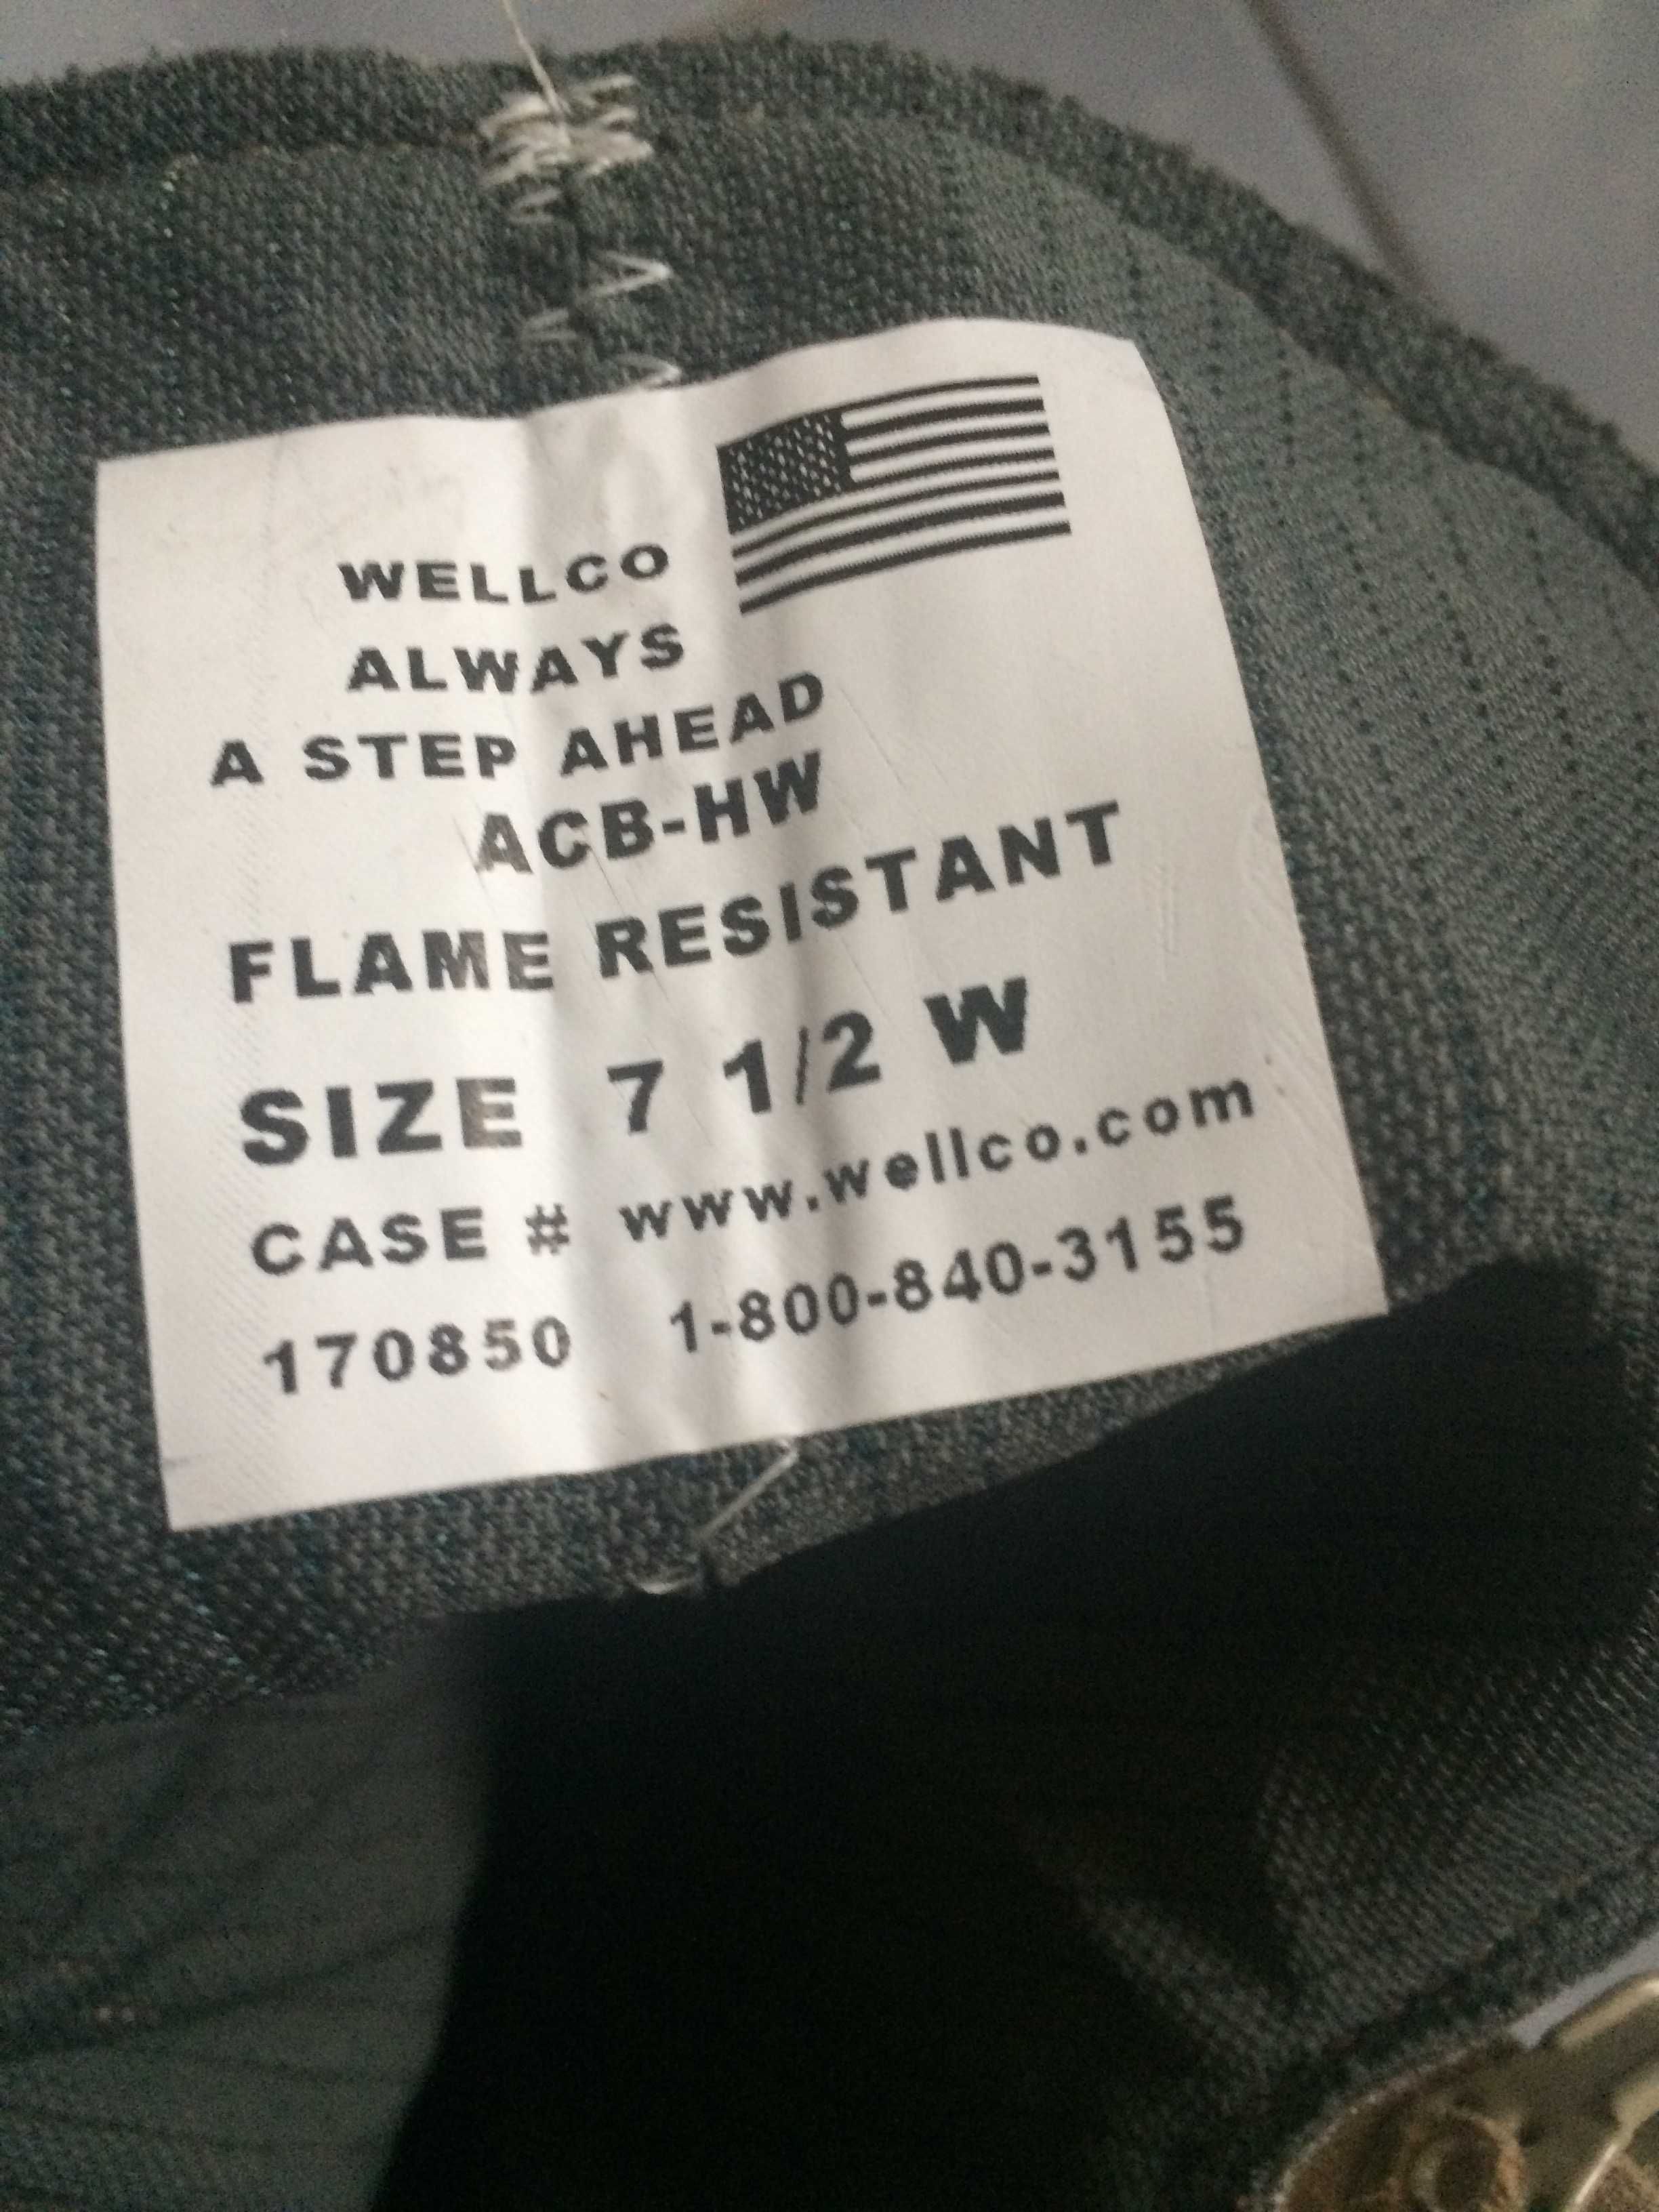 WELLCO
ALWAYS
A STEP AHEAD
ACB-HW
FLAME RESISTANT
SIZE 7 1/2 W
CASE # www.wellco.com
170850 1-800-840-3155